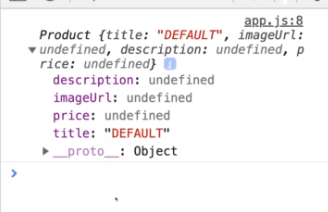 app.js:8
Product {title: "DEFAULT", imageUrl:
▼undefined, description: undefined, p
rice: undefined} i
description: undefined
imageUrl: undefined
price: undefined
title: "DEFAULT"
▶ __proto__: Object
>